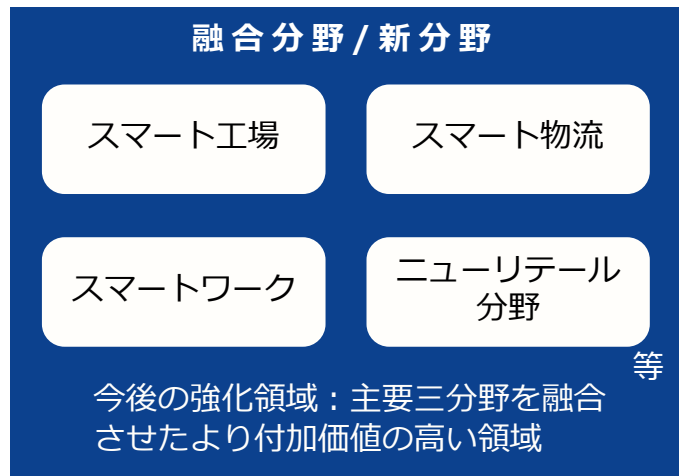 融合分野/新分野
スマート工場
スマート物流
スマートワーク
ニューリテール
分野
等
今後の強化領域：主要三分野を融合
させたより付加価値の高い領域